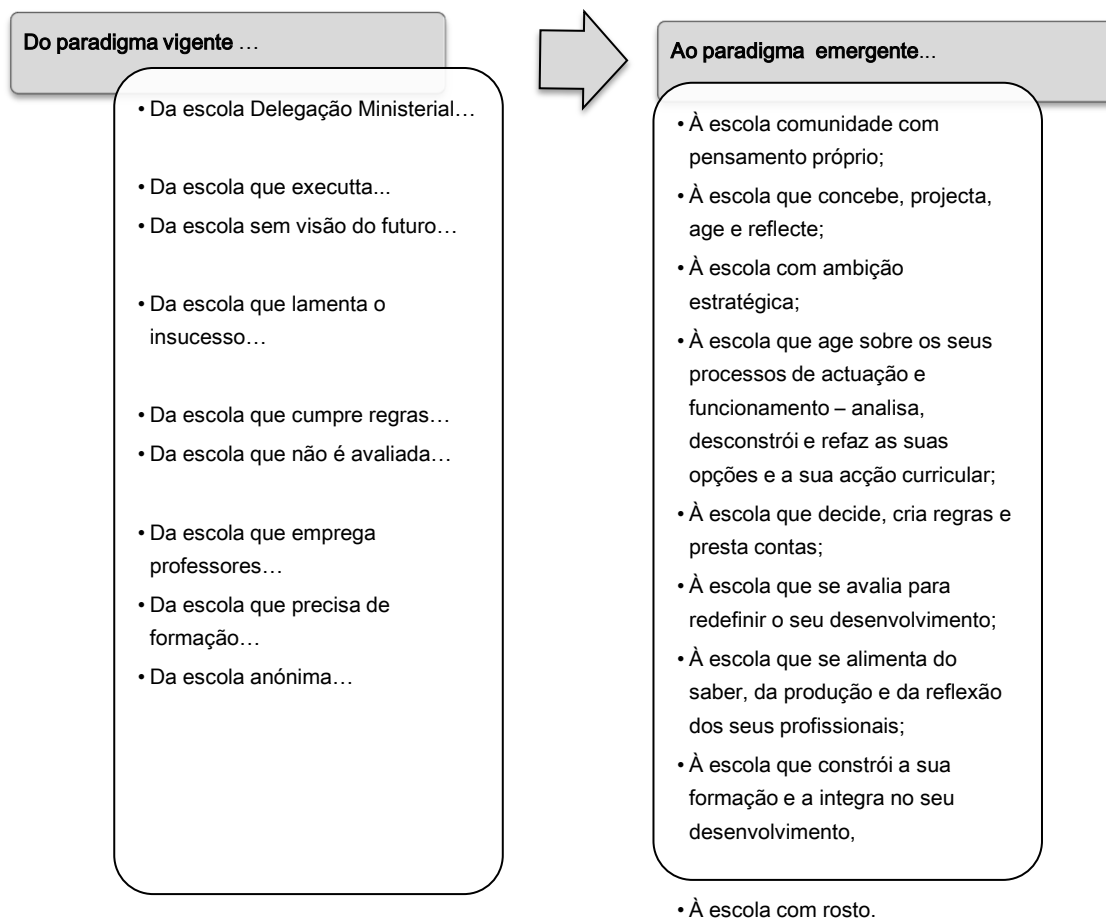 Do paradigma vigente …
• Da escola Delegação Ministerial…
• Da escola que executta...
• Da escola sem visão do futuro…
• Da escola que lamenta o
insucesso…
• Da escola que cumpre regras…
• Da escola que não é avaliada…
• Da escola que emprega
professores…
• Da escola que precisa de
formação…
• Da escola anónima…
Ao paradigma emergente...
• À escola comunidade com
pensamento próprio;
• À escola que concebe, projecta,
age e reflecte;
• À escola com ambição
estratégica;
• À escola que age sobre os seus
processos de actuação e
funcionamento – analisa,
desconstrói e refaz as suas
opções e a sua acção curricular;
• À escola que decide, cria regras e
presta contas;
• À escola que se avalia para
redefinir o seu desenvolvimento;
• À escola que se alimenta do
saber, da produção e da reflexão
dos seus profissionais;
• À escola que constrói a sua
formação e a integra no seu
desenvolvimento,
• À escola com rosto.